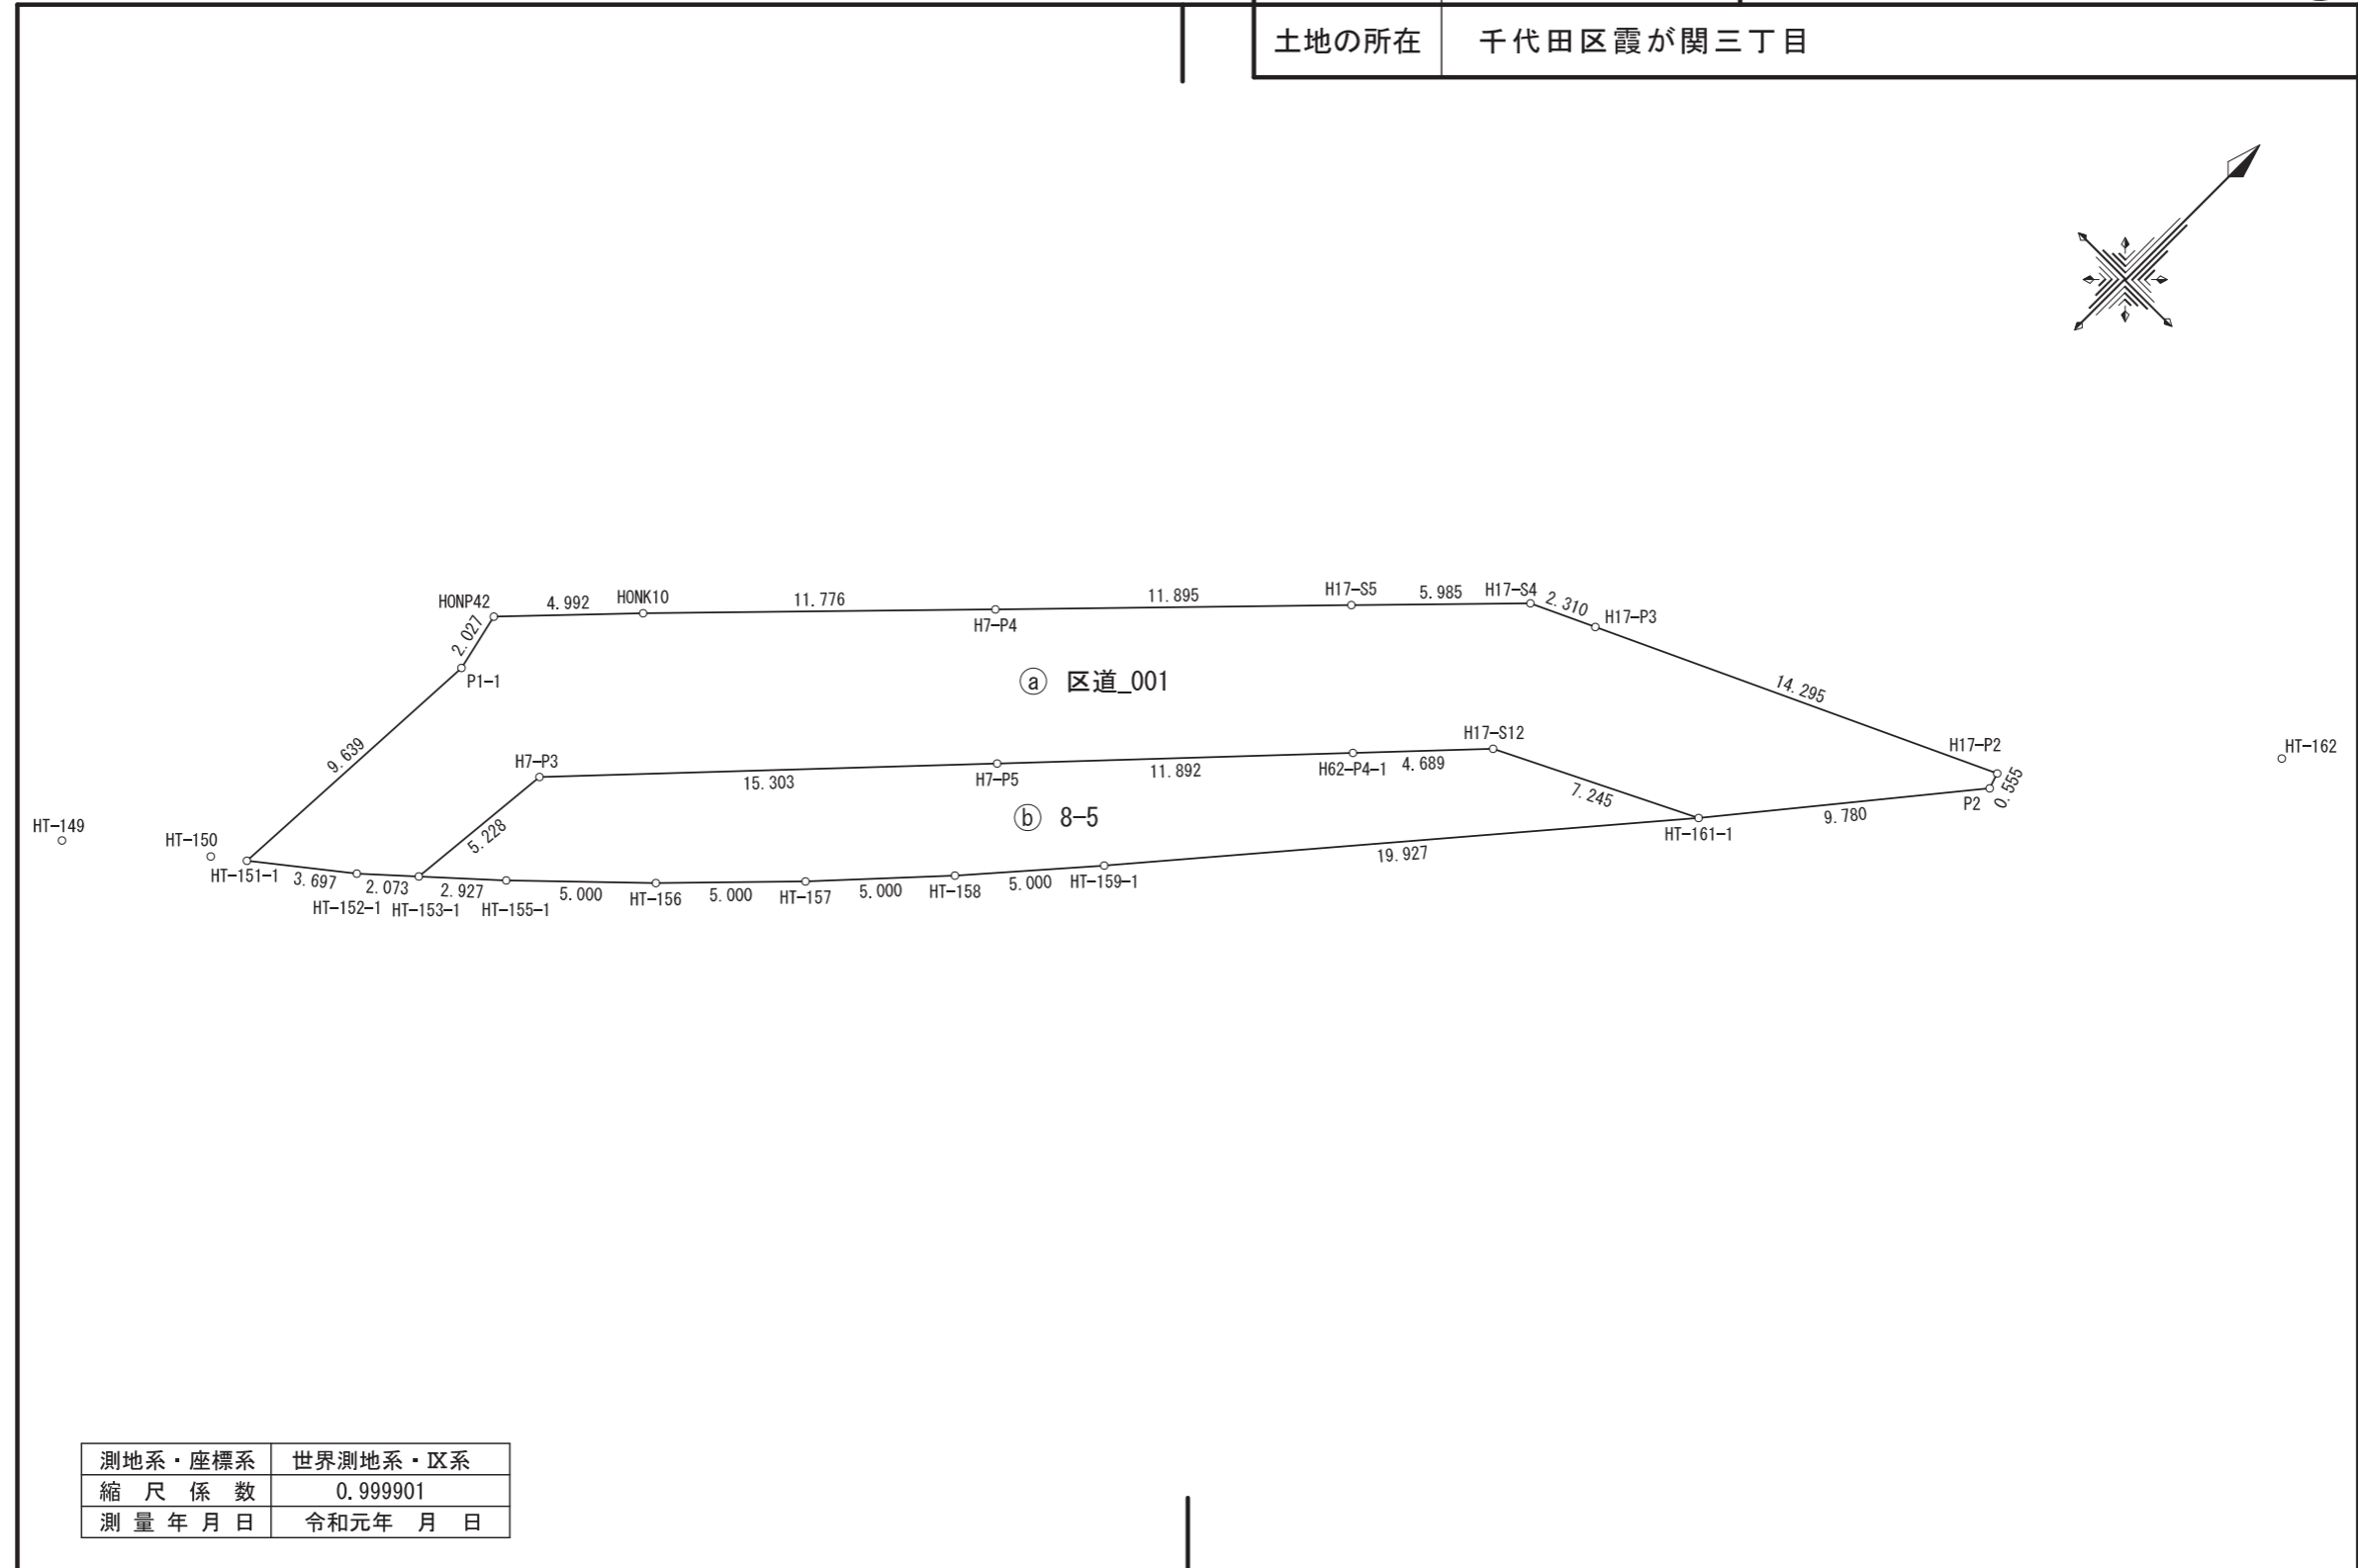 土地の所在 千代田区霞が関三丁目
HONP42 4.992 HONK10 11.776 H7-P4 11.895 H17-S5 5.985 H17-S4 2.310 H17-P3
2.027
P1-1
ⓐ 区道_001
14.295
9.639
H7-P3 15.303 H7-P5 11.892 H62-P4-1 4.689 H17-S12
H17-P2
HT-162
0.555
P2
7.245
ⓑ 8-5
5.228
HT-149
HT-150
HT-161-1 9.780
19.927
HT-151-1 3.697 HT-152-1 2.073 HT-153-1 2.927 HT-155-1 5.000 HT-156 5.000 HT-157 5.000 HT-158 5.000 HT-159-1
測地系・座標系 世界測地系・Ⅸ系
縮尺係数 0.999901
測量年月日 令和元年 月 日